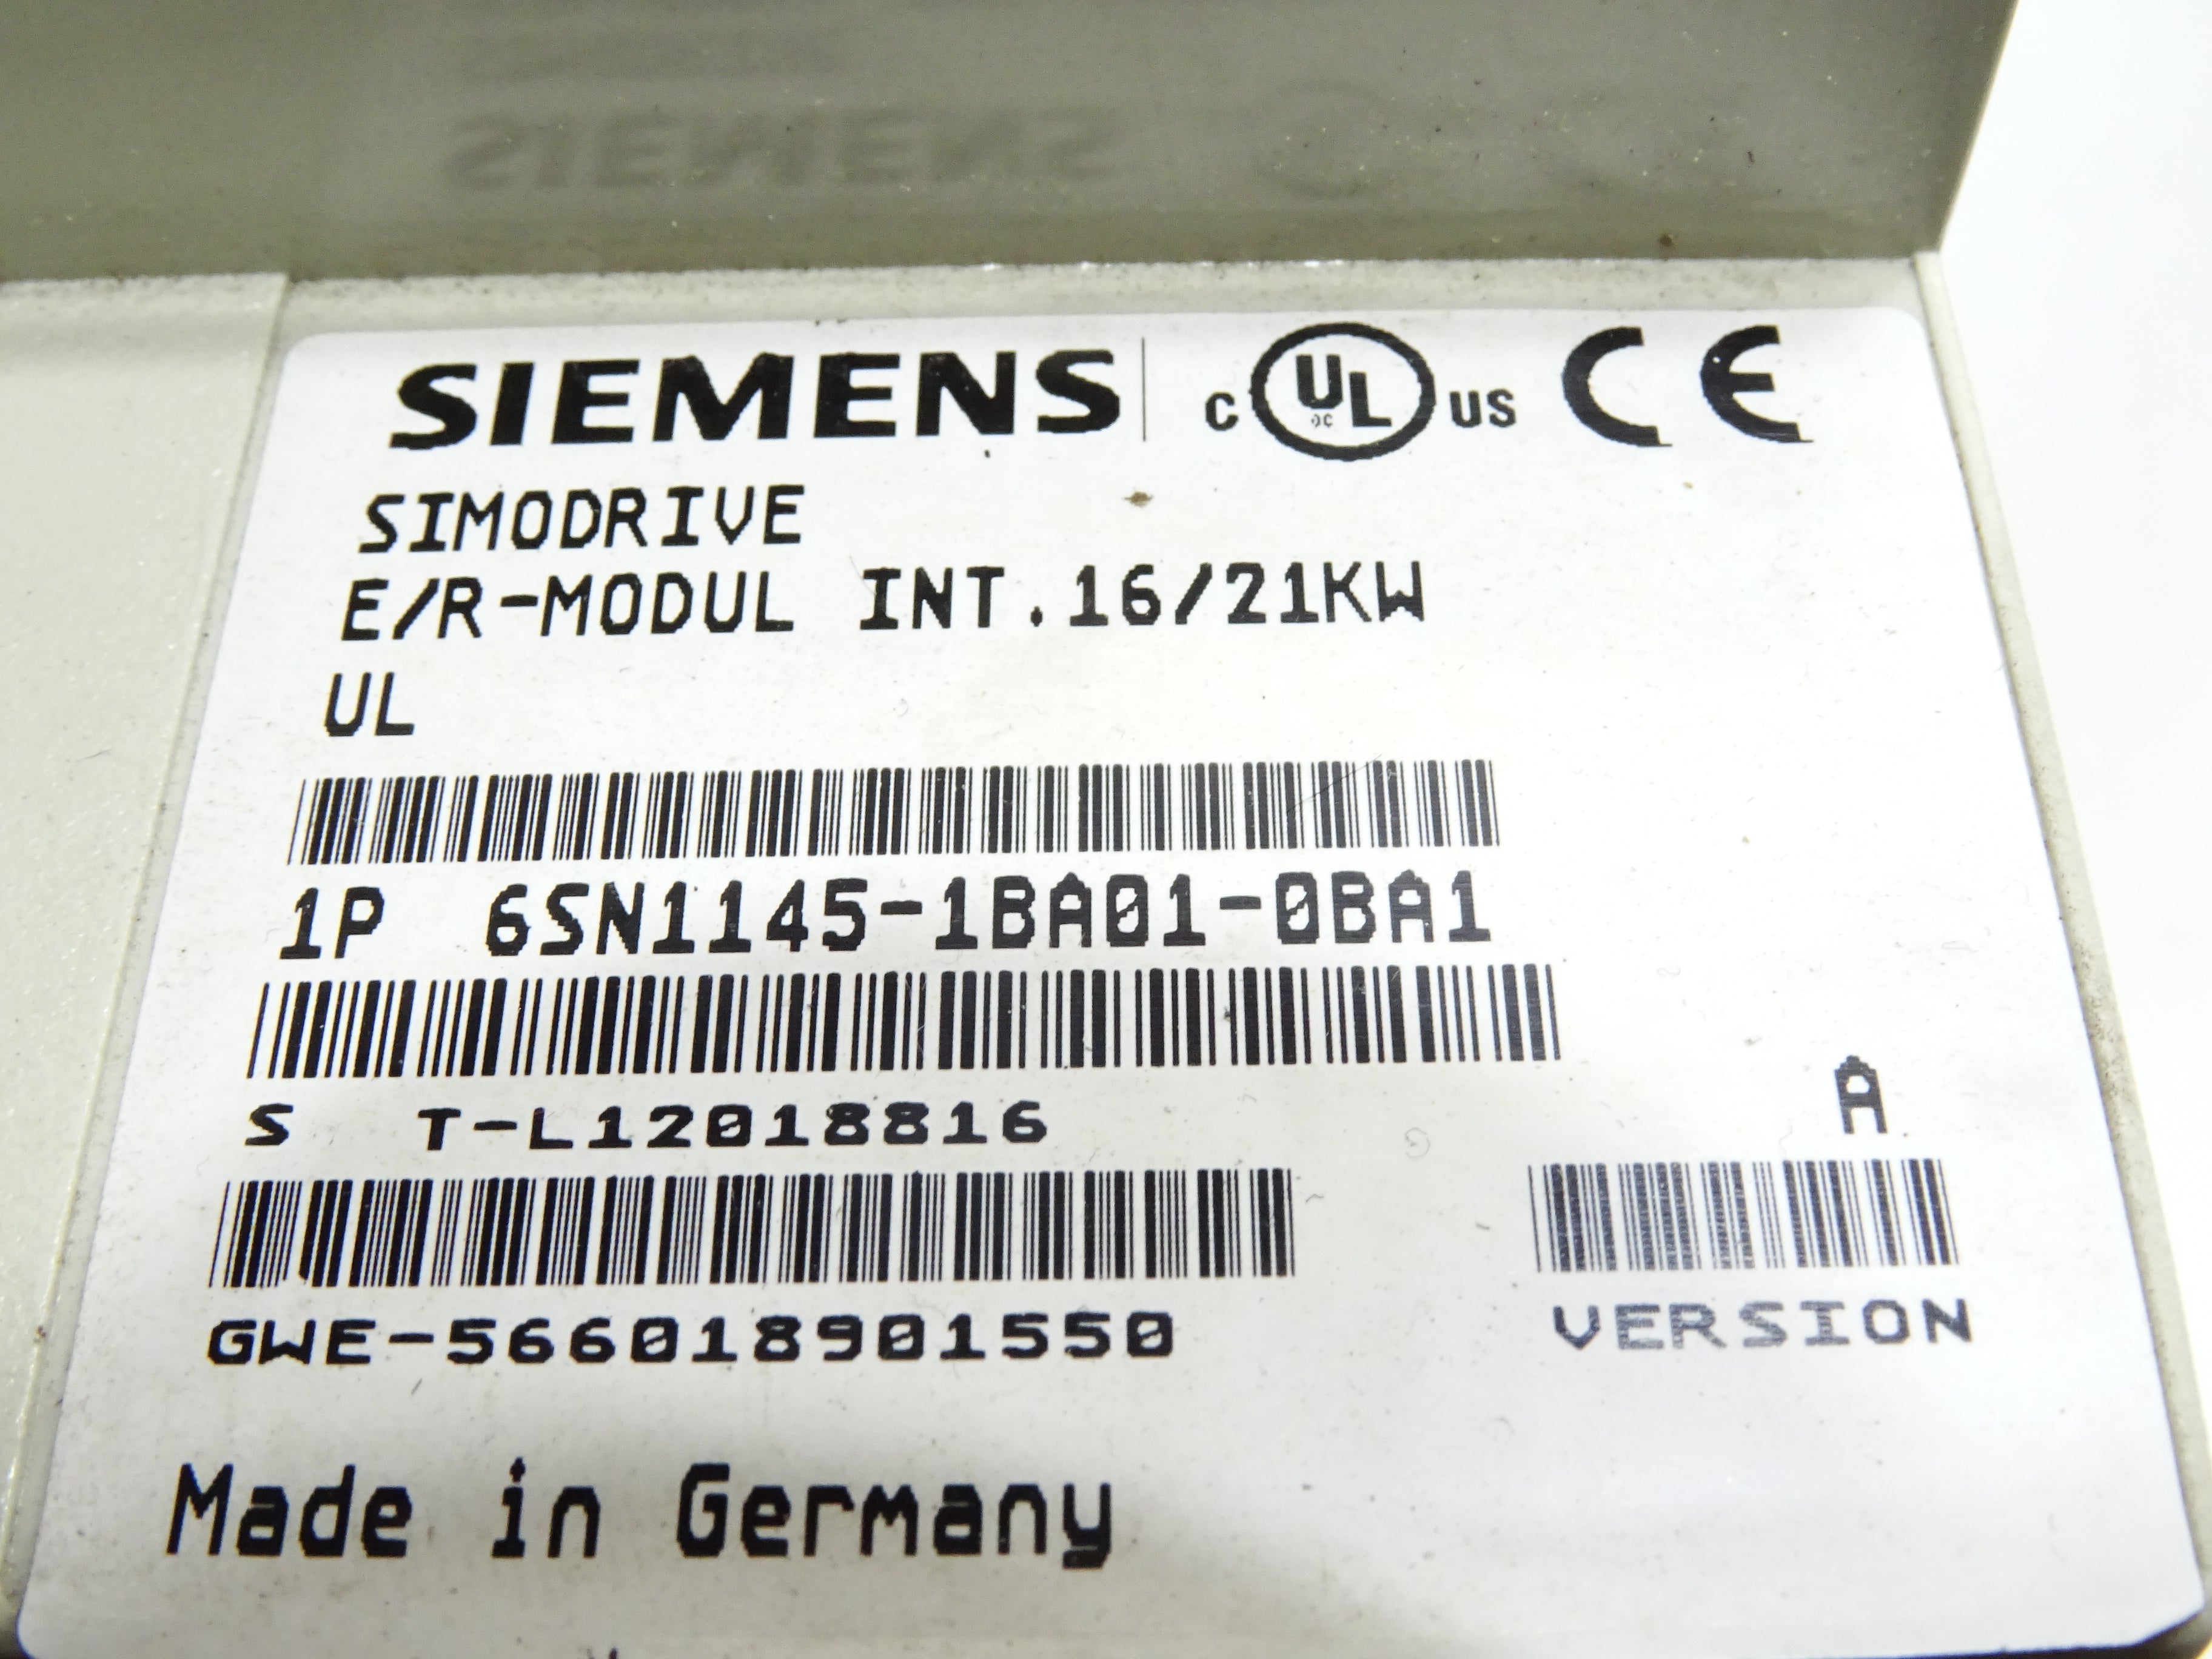 SIEMENS
SIEMENS c UL us CE
SIMODRIVE
E/R-MODUL INT.16/21KW
UL
1P 6SN1145-1BA01-0BA1
S T-L12018816
A
GWE-566018901550
VERSION
Made in Germany